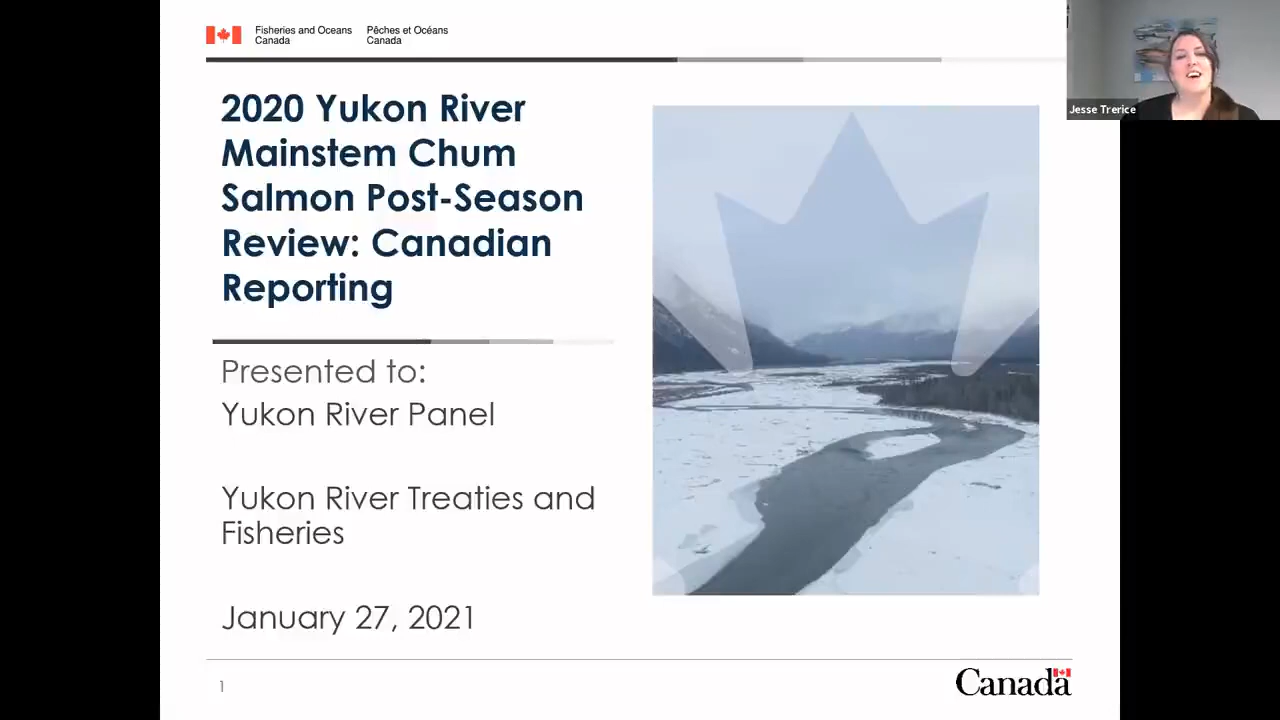 Fisheries and Oceans Canada
Pêches et Océans Canada
Jesse Trerice
2020 Yukon River
Mainstem Chum
Salmon Post-Season
Review: Canadian
Reporting
Presented to:
Yukon River Panel
Yukon River Treaties and
Fisheries
January 27, 2021
1
Canada